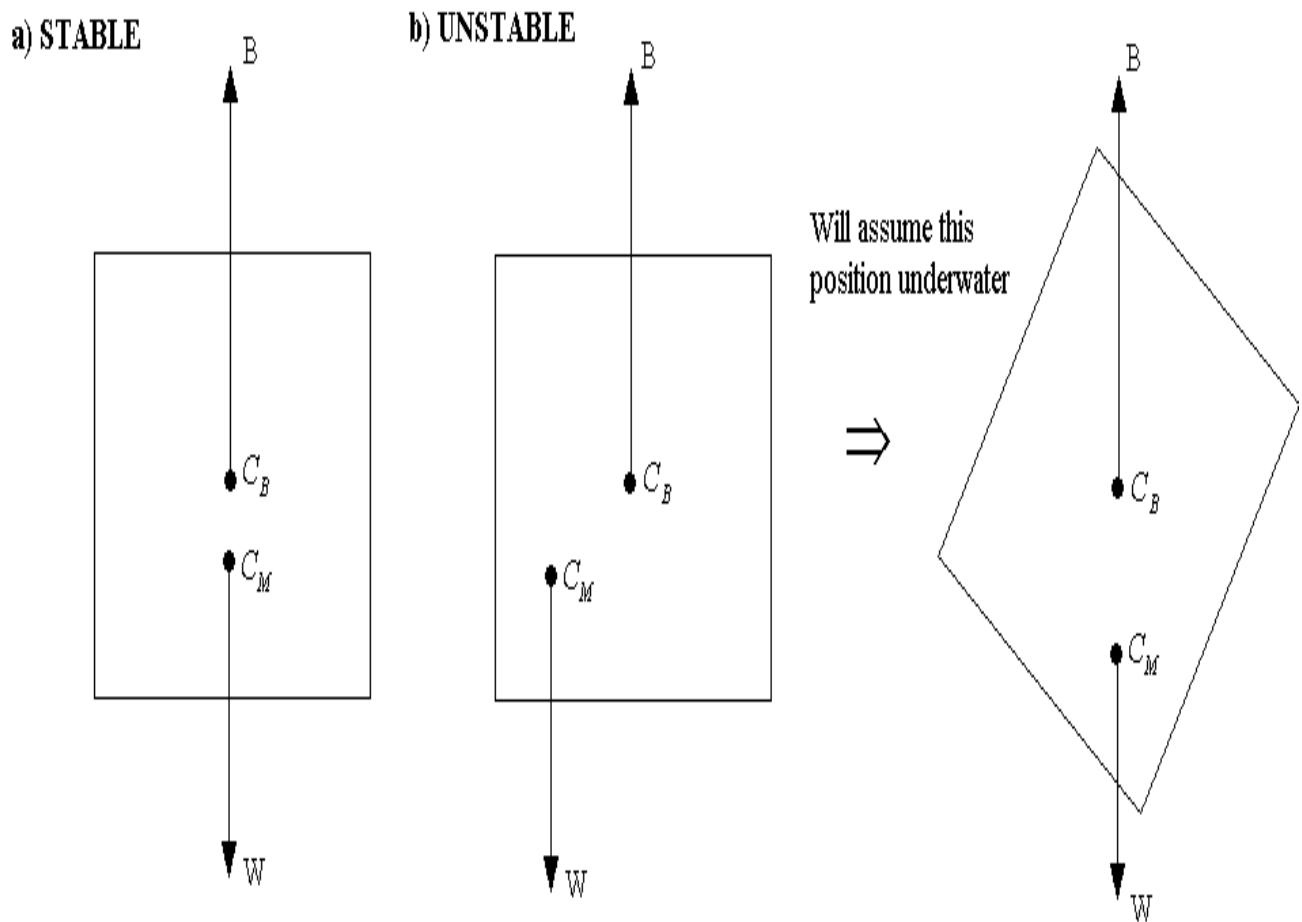 a) STABLE
B
C_B
C_M
W
b) UNSTABLE
B
C_B
C_M
W
Will assume this
position underwater
⇒
B
C_B
C_M
W